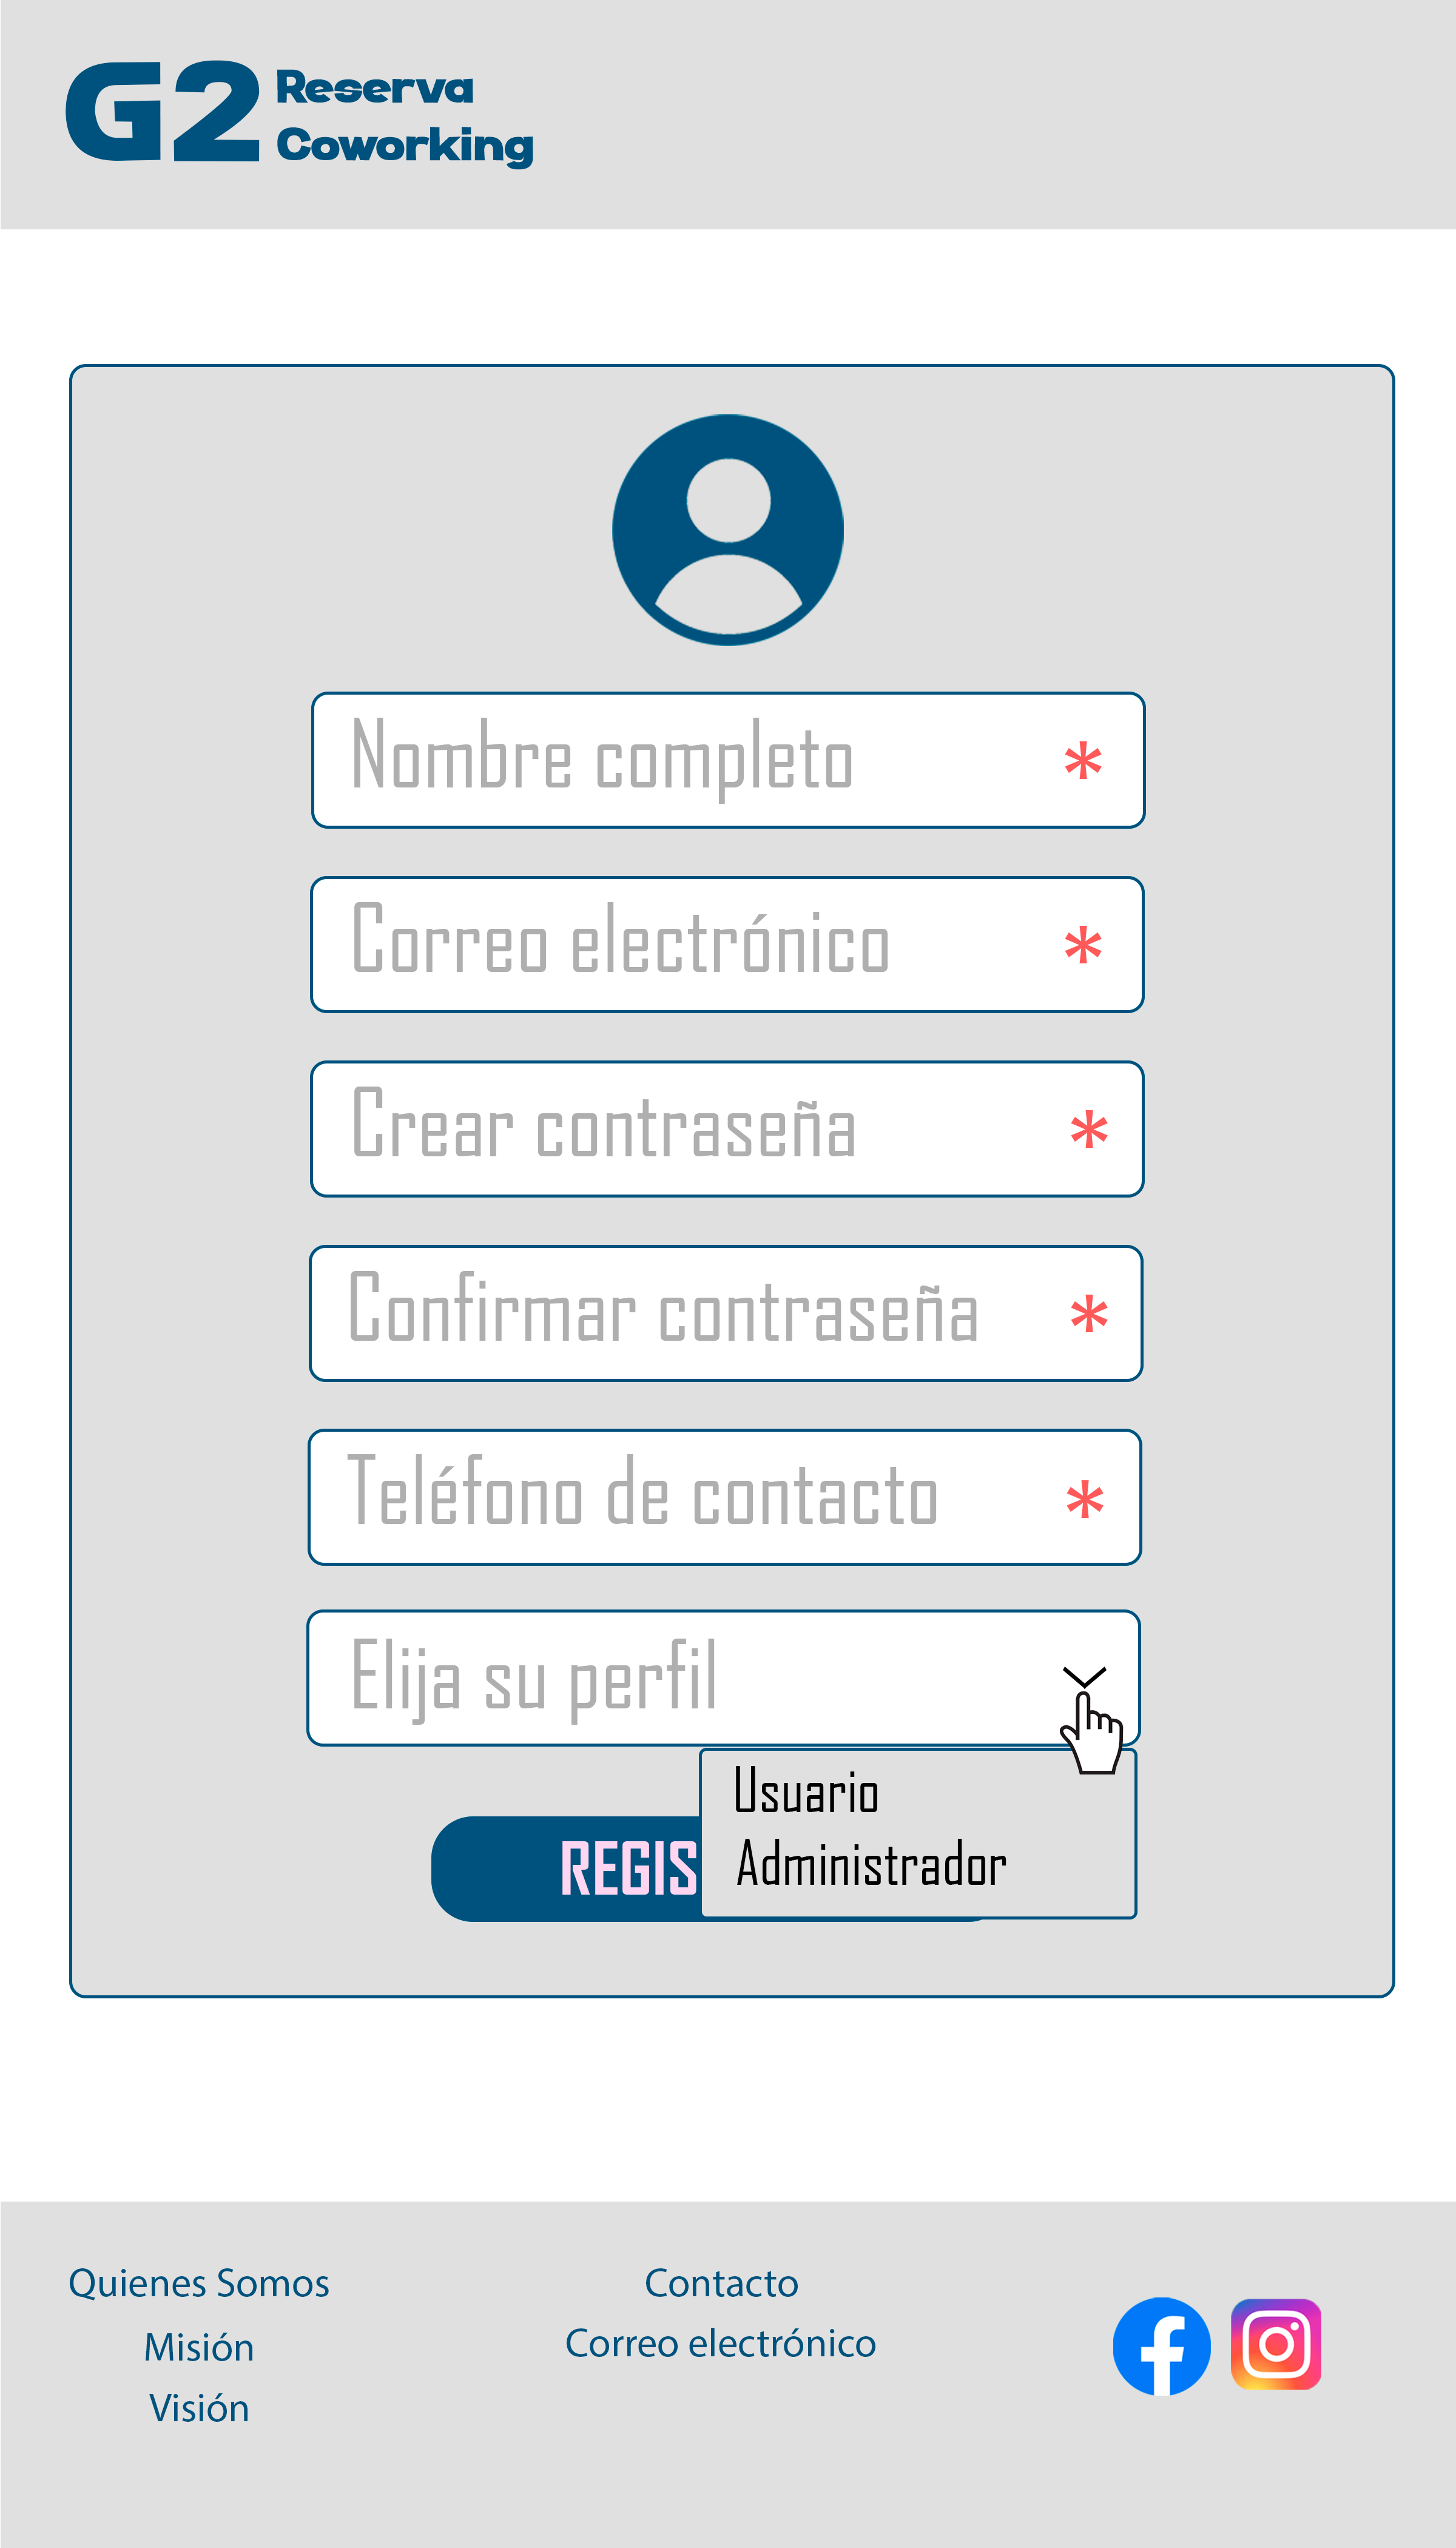 G2 Reserva
Coworking
Nombre completo *
Correo electrónico *
Crear contraseña *
Confirmar contraseña *
Teléfono de contacto *
Elija su perfil
Usuario
REGIS
Administrador
Quienes Somos
Misión
Visión
Contacto
Correo electrónico